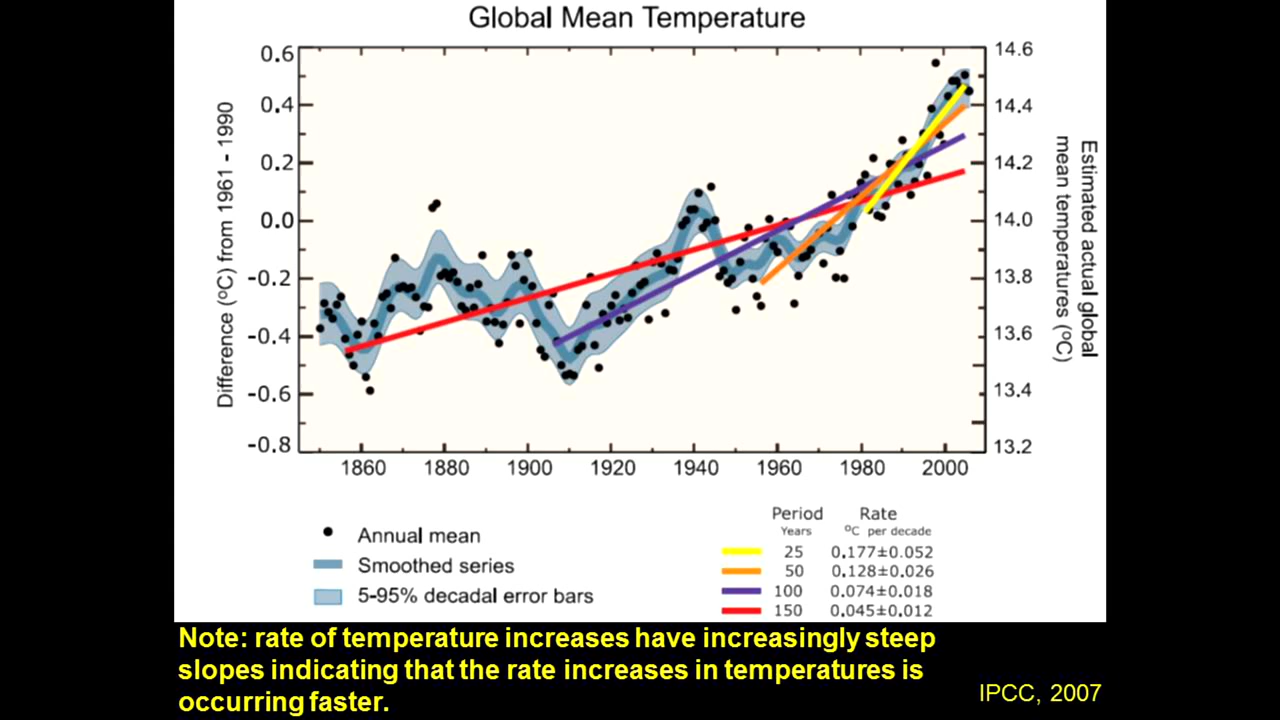 Global Mean Temperature
0.6
0.4
0.2
0.0
-0.2
-0.4
-0.6
-0.8
Difference (oC) from 1961 - 1990
14.6
14.4
14.2
14.0
13.8
13.6
13.4
13.2
Estimated actual global
mean temperatures (oC)
1860 1880 1900 1920 1940 1960 1980 2000
Annual mean
Smoothed series
5-95% decadal error bars
Period Rate
Years oC per decade
25 0.177±0.052
50 0.128±0.026
100 0.074±0.018
150 0.045±0.012
Note: rate of temperature increases have increasingly steep
slopes indicating that the rate increases in temperatures is
occurring faster.
IPCC, 2007